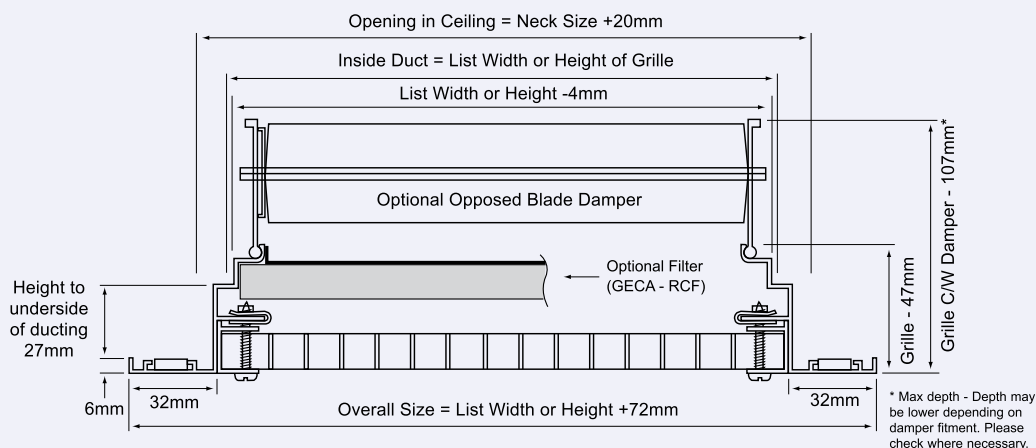 Opening in Ceiling = Neck Size +20mm
Inside Duct = List Width or Height of Grille
List Width or Height -4mm
Optional Opposed Blade Damper
Optional Filter
(GECA - RCF)
Height to
underside
of ducting
27mm
Grille - 47mm
Grille C/W Damper - 107mm*
6mm
32mm
Overall Size = List Width or Height +72mm
32mm
* Max depth - Depth may
be lower depending on
damper fitment. Please
check where necessary.